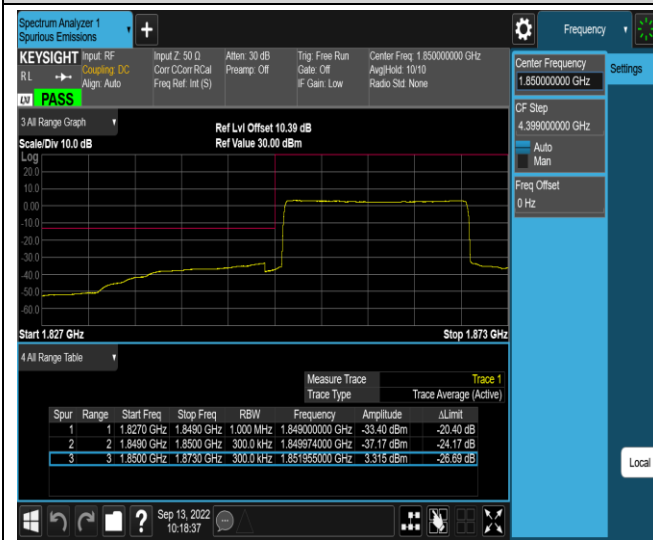 Spectrum Analyzer 1
Spurious Emissions
+
Frequency
KEYSIGHT Input: RF Input Z: 50 Ω Atten: 30 dB Trig: Free Run Center Freq: 1.850000000 GHz
RL Coupling: DC Corr CCorr RCal Preamp: Off Gate: Off Avg|Hold: 10/10
Align: Auto Freq Ref: Int (S) IF Gain: Low Radio Std: None
LXI PASS
3 All Range Graph
Ref Lvl Offset 10.39 dB
Scale/Div 10.0 dB Ref Value 30.00 dBm
Log
20.0
10.0
0.00
-10.0
-20.0
-30.0
-40.0
-50.0
-60.0
Start 1.827 GHz Stop 1.873 GHz
4 All Range Table
Measure Trace Trace 1
Trace Type Trace Average (Active)
Spur Range Start Freq Stop Freq RBW Frequency Amplitude ΔLimit
1 1 1.8270 GHz 1.8490 GHz 1.000 MHz 1.849000000 GHz -33.40 dBm -20.40 dB
2 2 1.8490 GHz 1.8500 GHz 300.0 kHz 1.849974000 GHz -37.17 dBm -24.17 dB
3 3 1.8500 GHz 1.8730 GHz 300.0 kHz 1.851955000 GHz 3.315 dBm -26.69 dB
Center Frequency
1.850000000 GHz
Settings
CF Step
4.399000000 GHz
Auto
Man
Freq Offset
0 Hz
Local
?
Sep 13, 2022
10:18:37